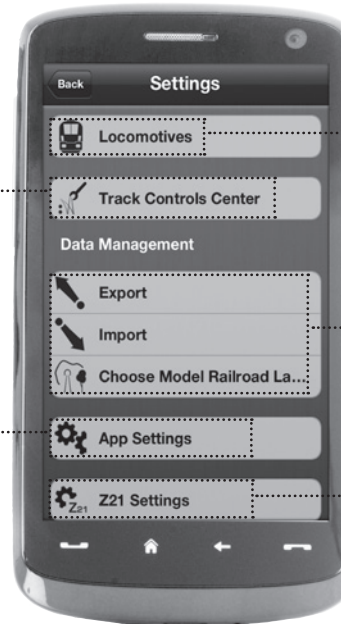 Back
Settings
Locomotives
Track Controls Center
Data Management
Export
Import
Choose Model Railroad La...
App Settings
Z21
Z21 Settings